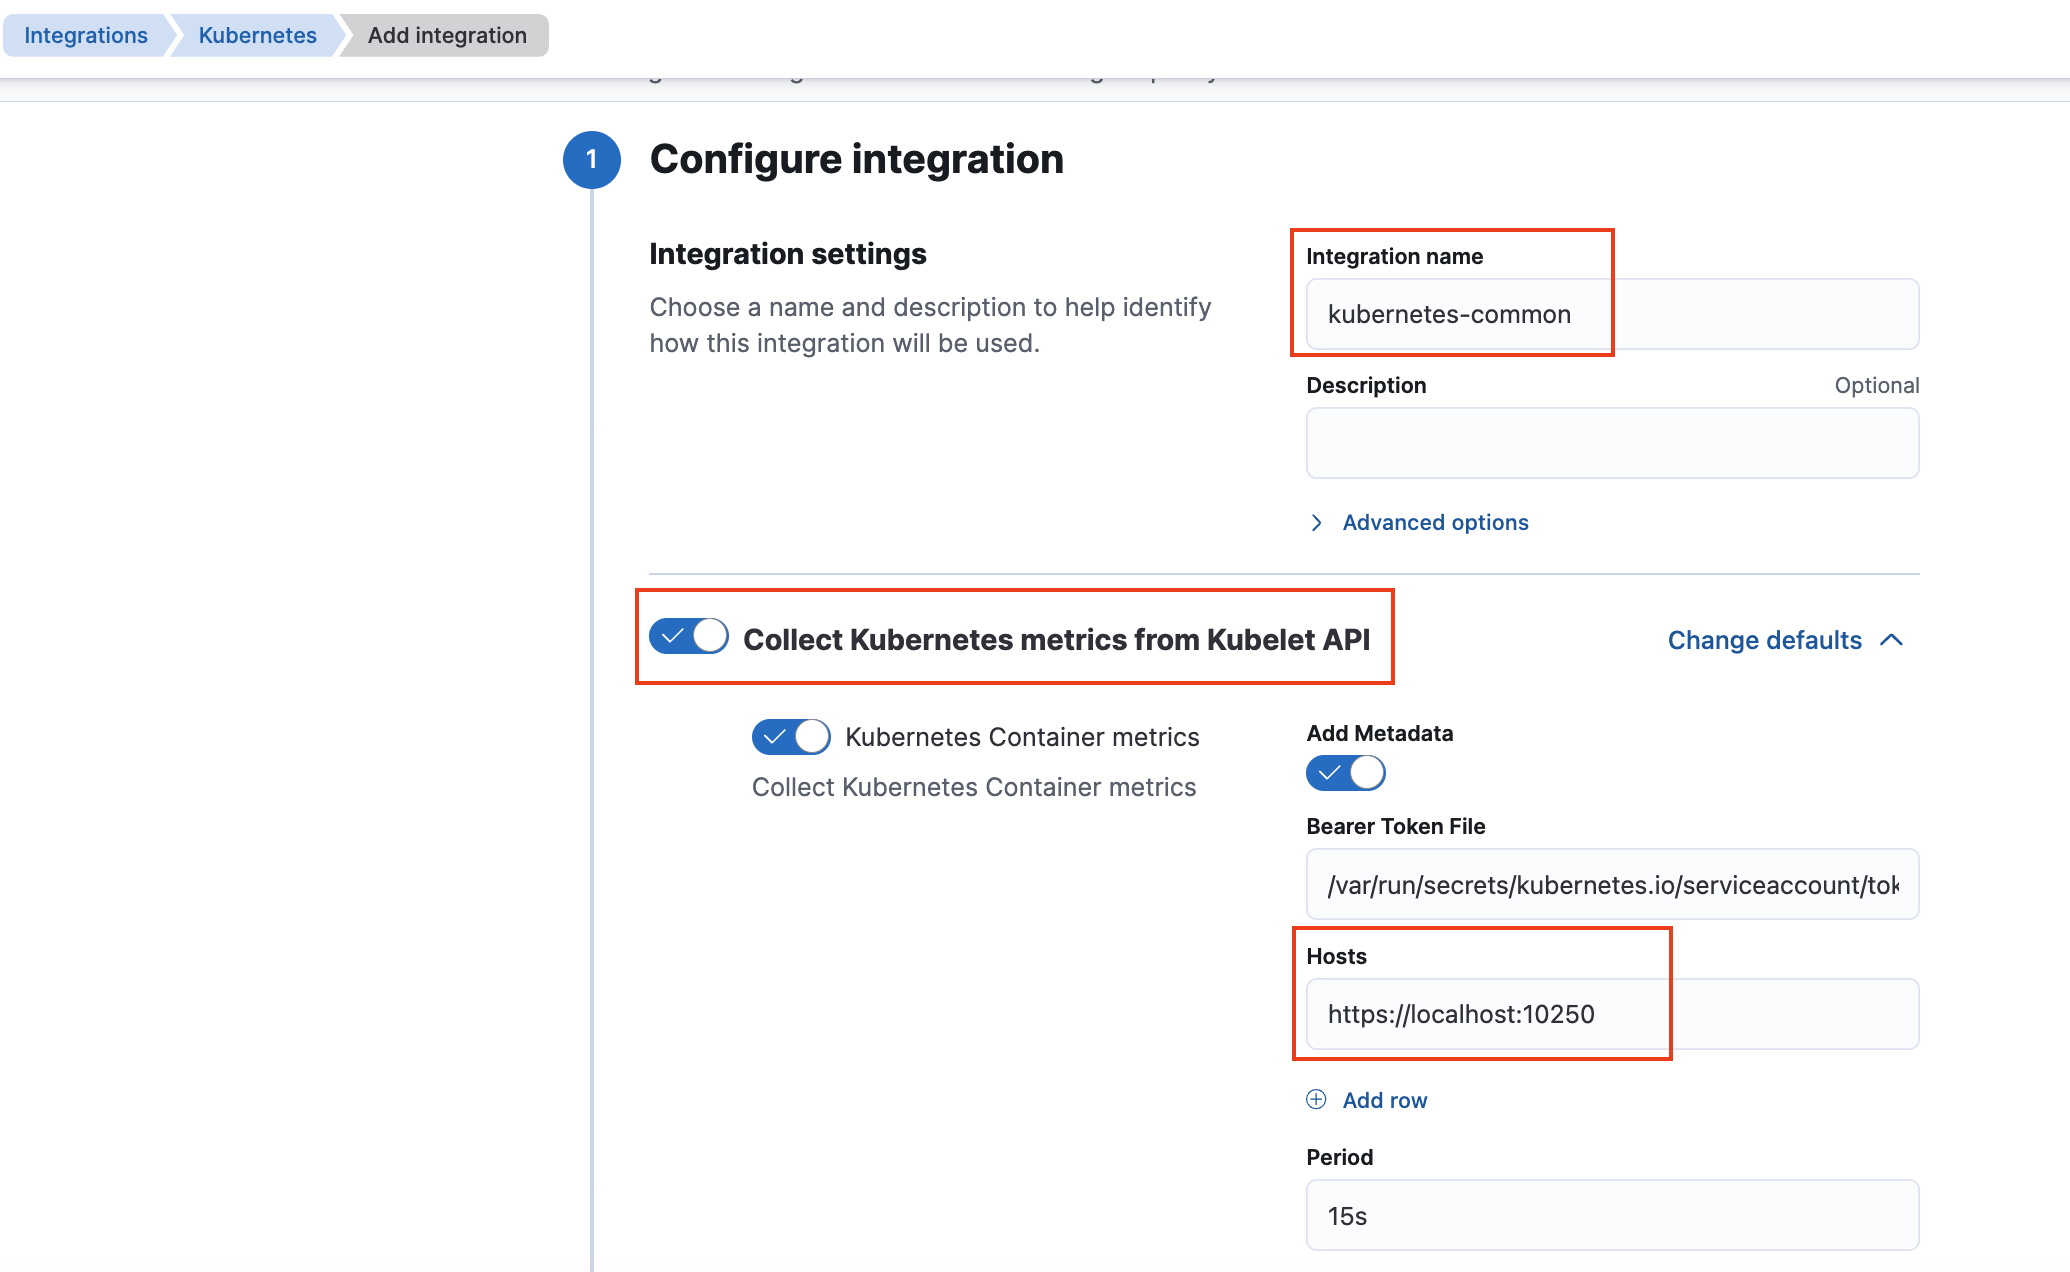 Integrations
Kubernetes
Add integration
1
Configure integration
Integration settings
Choose a name and description to help identify
how this integration will be used.
Integration name
kubernetes-common
Description
Optional
Advanced options
Collect Kubernetes metrics from Kubelet API
Change defaults
Kubernetes Container metrics
Collect Kubernetes Container metrics
Add Metadata
Bearer Token File
/var/run/secrets/kubernetes.io/serviceaccount/tok
Hosts
https://localhost:10250
Add row
Period
15s